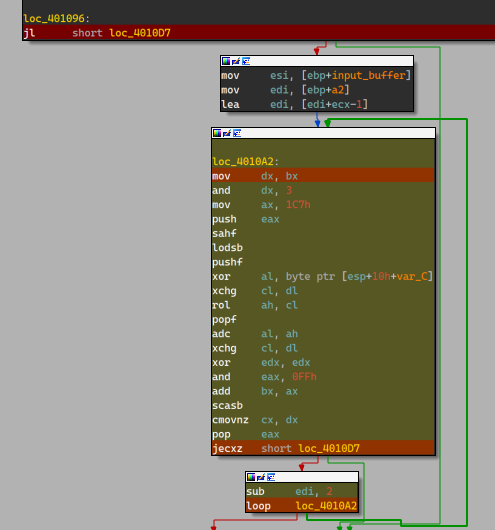 loc_401096:
jl short loc_4010D7
mov esi, [ebp+input_buffer]
mov edi, [ebp+a2]
lea edi, [edi+ecx-1]
loc_4010A2:
mov dx, bx
and dx, 3
mov ax, 1C7h
push eax
sahf
lodsb
pushf
xor al, byte ptr [esp+10h+var_C]
xchg cl, dl
rol ah, cl
popf
adc al, ah
xchg cl, dl
xor edx, edx
and eax, 0FFh
add bx, ax
scasb
cmovnz cx, dx
pop eax
jecxz short loc_4010D7
sub edi, 2
loop loc_4010A2